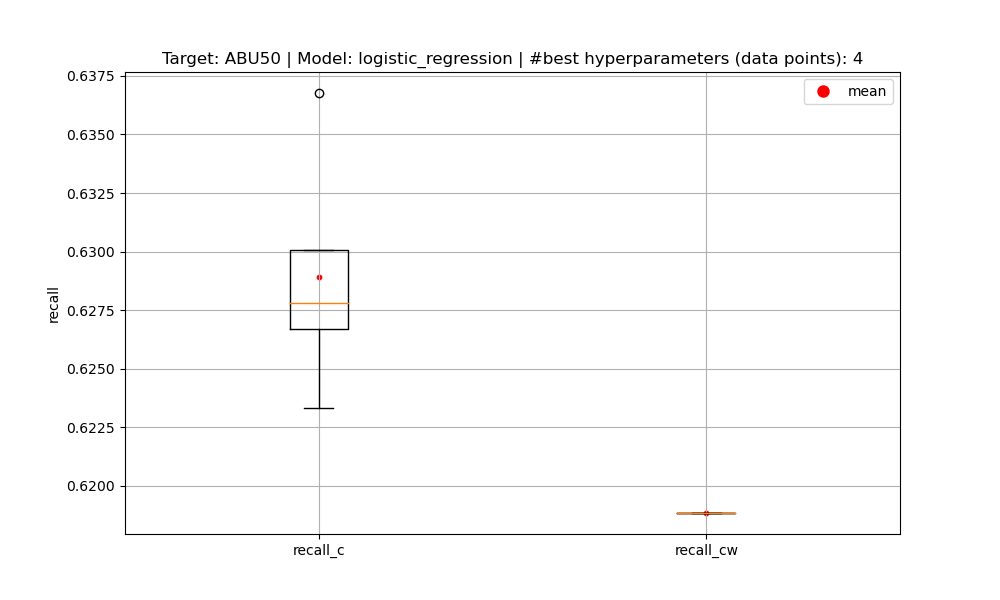 Target: ABU50 | Model: logistic_regression | #best hyperparameters (data points): 4
mean
0.6375
0.6350
0.6325
0.6300
0.6275
0.6250
0.6225
0.6200
recall
recall_c
recall_cw